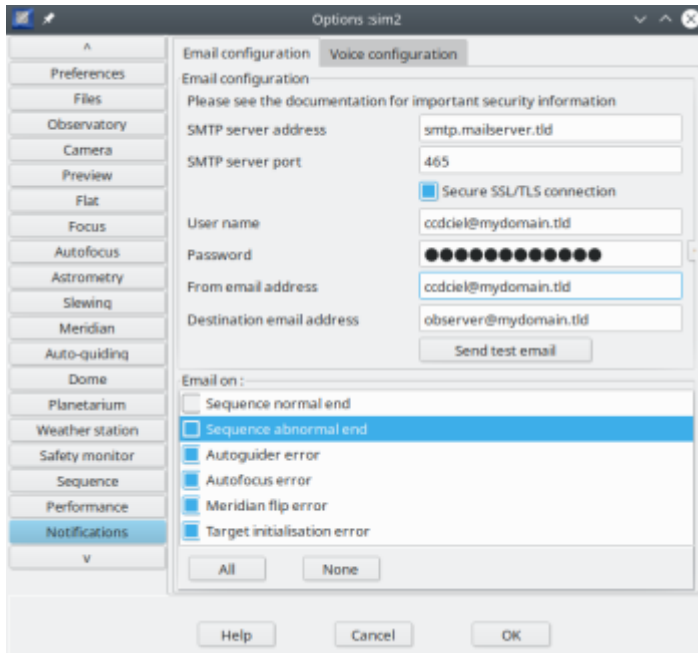 Options :sim2
^
Preferences
Files
Observatory
Camera
Preview
Flat
Focus
Autofocus
Astrometry
Slewing
Meridian
Auto-guiding
Dome
Planetarium
Weather station
Safety monitor
Sequence
Performance
Notifications
v
Email configuration Voice configuration
Email configuration
Please see the documentation for important security information
SMTP server address smtp.mailserver.tld
SMTP server port 465
Secure SSL/TLS connection
User name ccdciel@mydomain.tld
Password ●●●●●●●●●●●●
From email address ccdciel@mydomain.tld
Destination email address observer@mydomain.tld
Send test email
Email on :
Sequence normal end
Sequence abnormal end
Autoguider error
Autofocus error
Meridian flip error
Target initialisation error
All None
Help Cancel OK